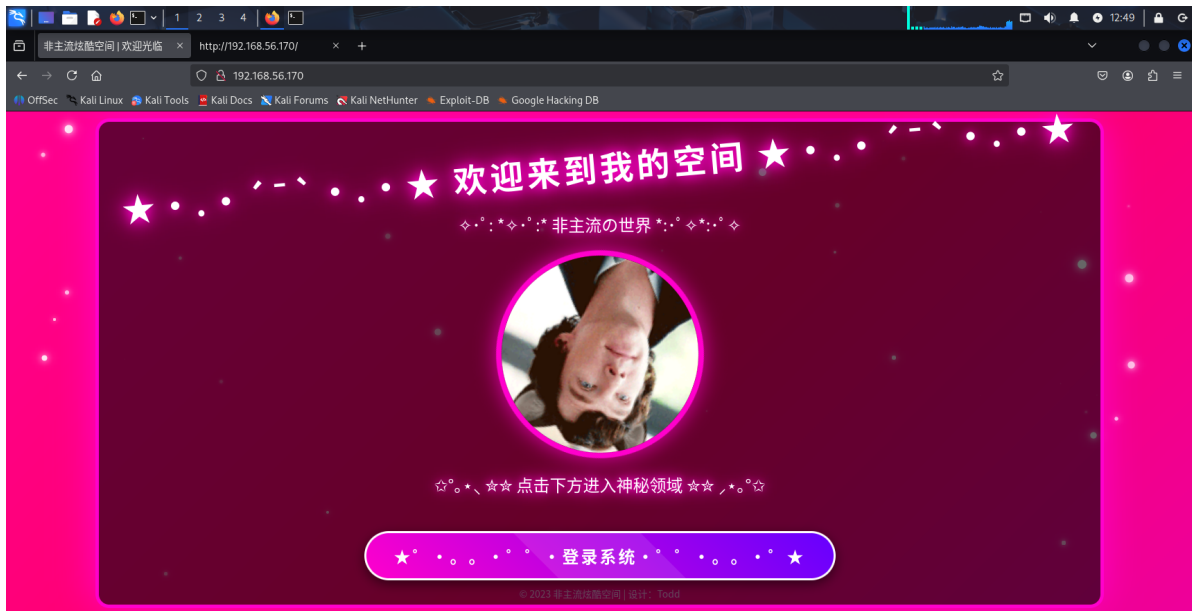 1 2 3 4 12:49
非主流炫酷空间 | 欢迎光临 × http://192.168.56.170/ × +
192.168.56.170
OffSec Kali Linux Kali Tools Kali Docs Kali Forums Kali NetHunter Exploit-DB Google Hacking DB
★·.·´¯`·.·★ 欢迎来到我的空间 ★·.·´¯`·.·★
✧･ﾟ: *✧･ﾟ:* 非主流の世界 *:･ﾟ✧*:･ﾟ✧
✩°｡⋆⸜ ✮✮ 点击下方进入神秘领域 ✮✮ ⸝⋆｡°✩
★゜・。。・゜゜・登录系统・゜゜・。。・゜★
© 2023 非主流炫酷空间 | 设计：Todd